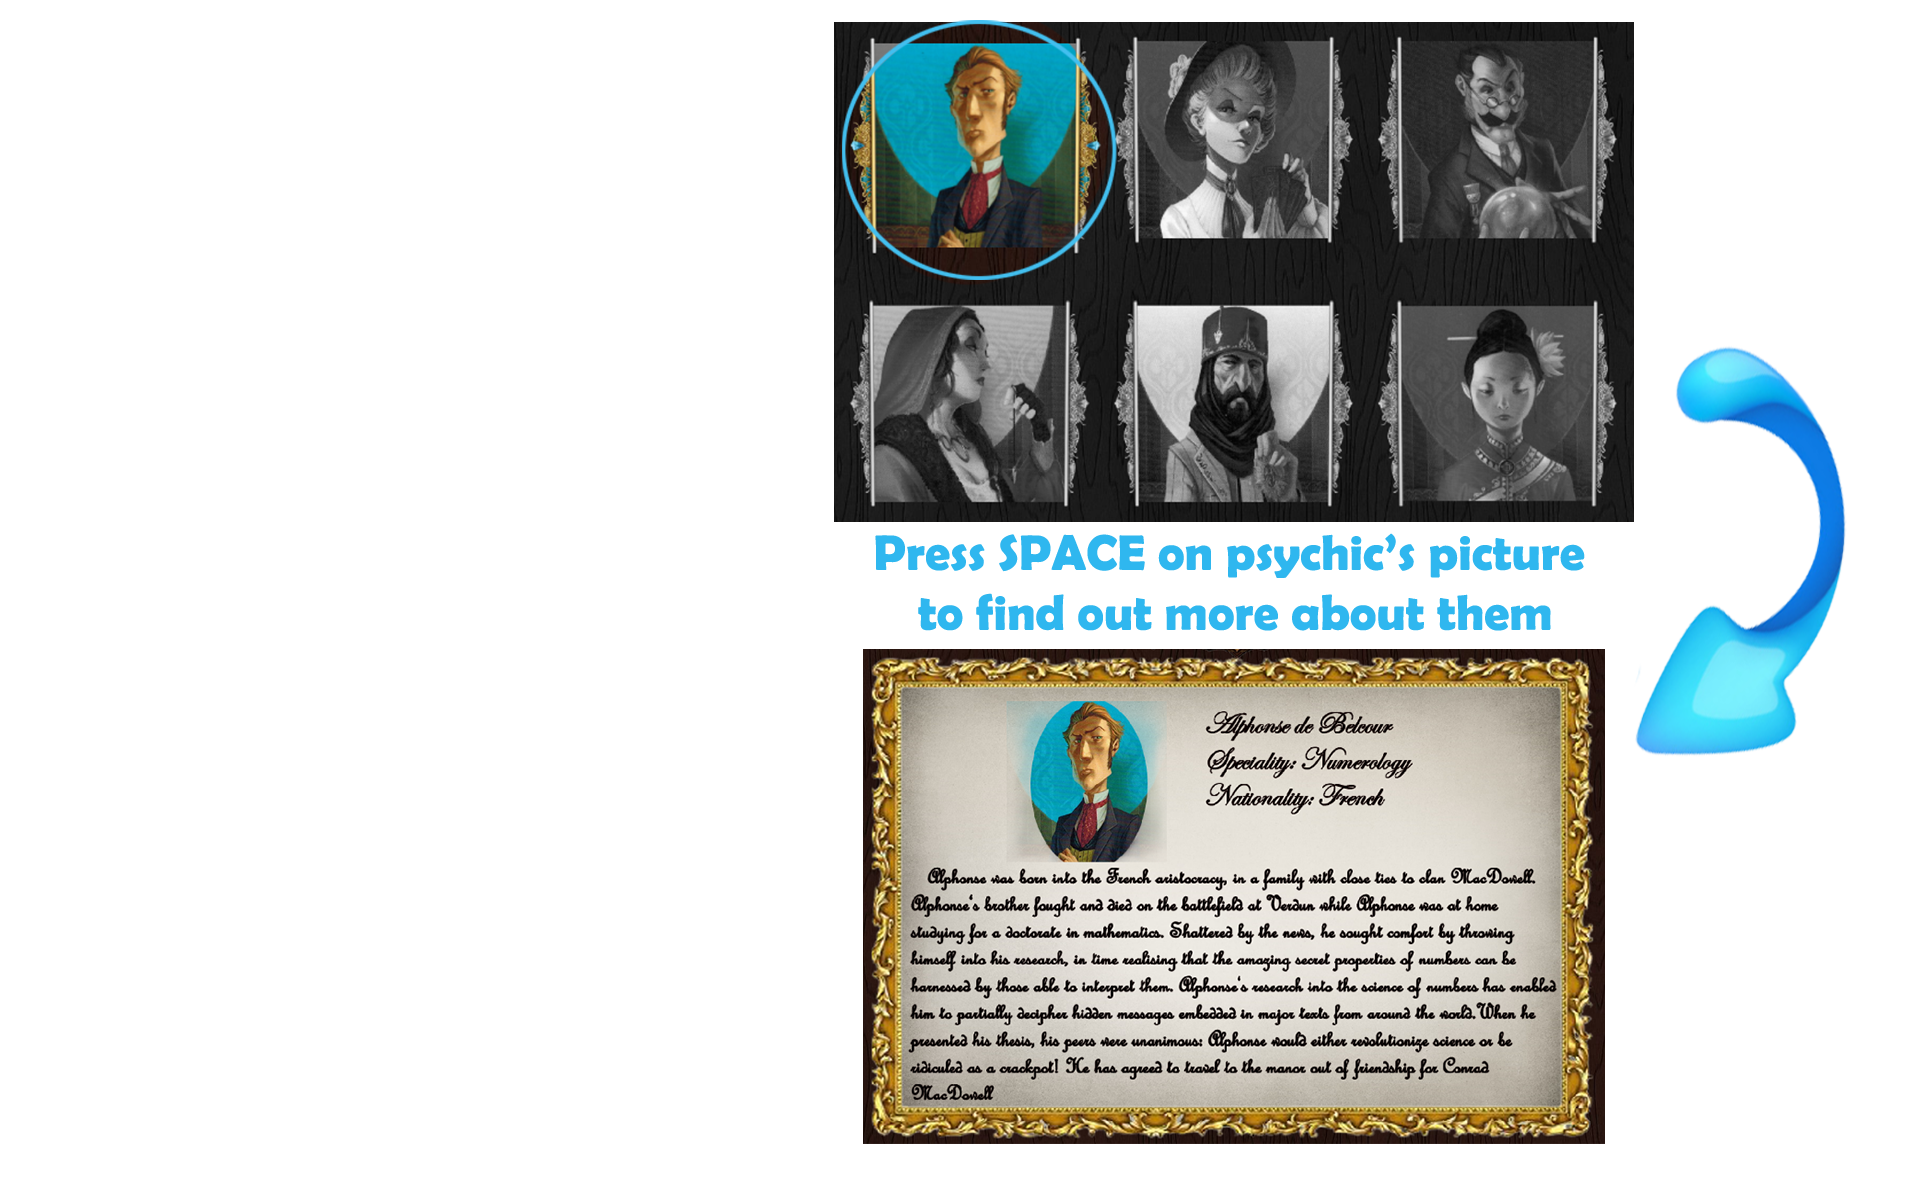 Press SPACE on psychic's picture
to find out more about them
Alphonse de Belcour
Speciality: Numerology
Nationality: French
Alphonse was born into the French aristocracy, in a family with close ties to clan MacDowell.
Alphonse's brother fought and died on the battlefield at Verdun while Alphonse was at home
studying for a doctorate in mathematics. Shattered by the news, he sought comfort by throwing
himself into his research, in time realising that the amazing secret properties of numbers can be
harnessed by those able to interpret them. Alphonse's research into the science of numbers has enabled
him to partially decipher hidden messages embedded in major texts from around the world.When he
presented his thesis, his peers were unanimous: Alphonse would either revolutionize science or be
ridiculed as a crackpot! He has agreed to travel to the manor out of friendship for Conrad
MacDowell